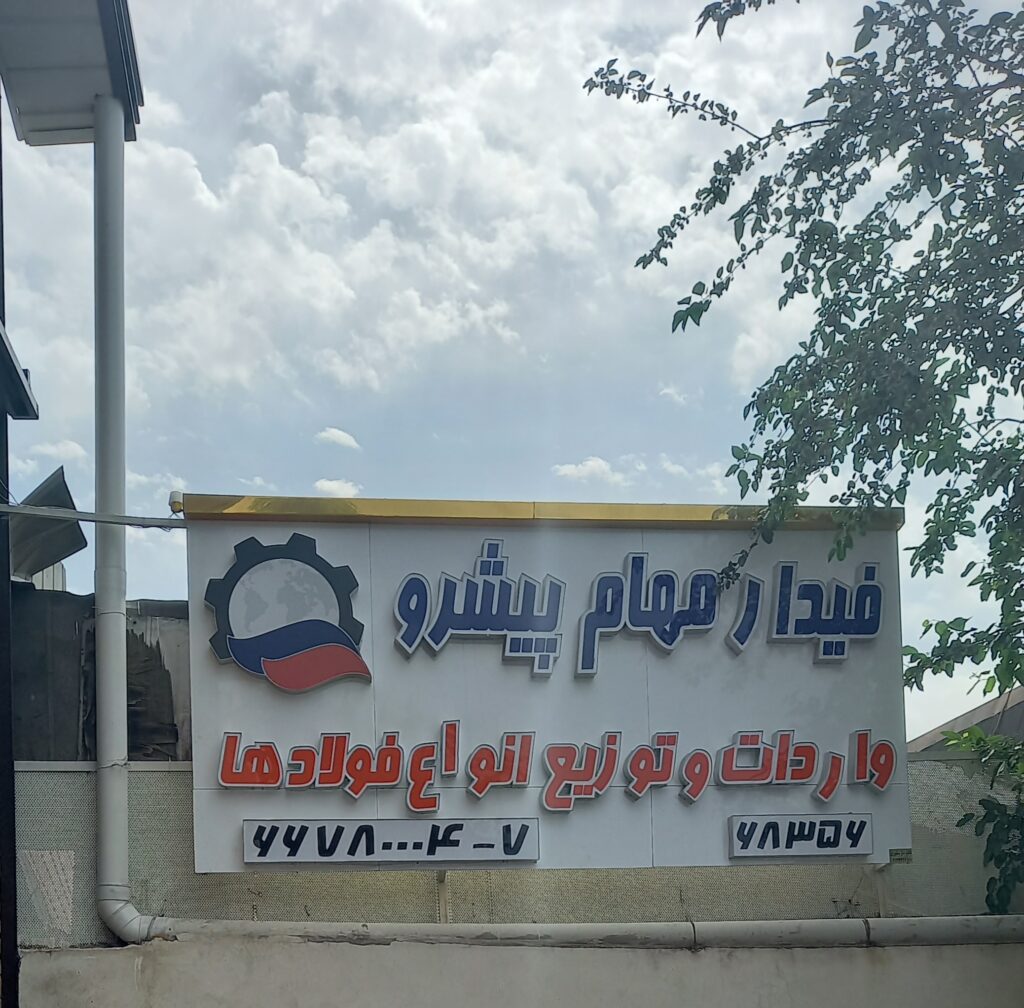 فیدار مهام پیشرو
واردات و توزیع انواع فولادها
۶۸۳۵۶
۶۶۷۸۰۰۰۴-۷